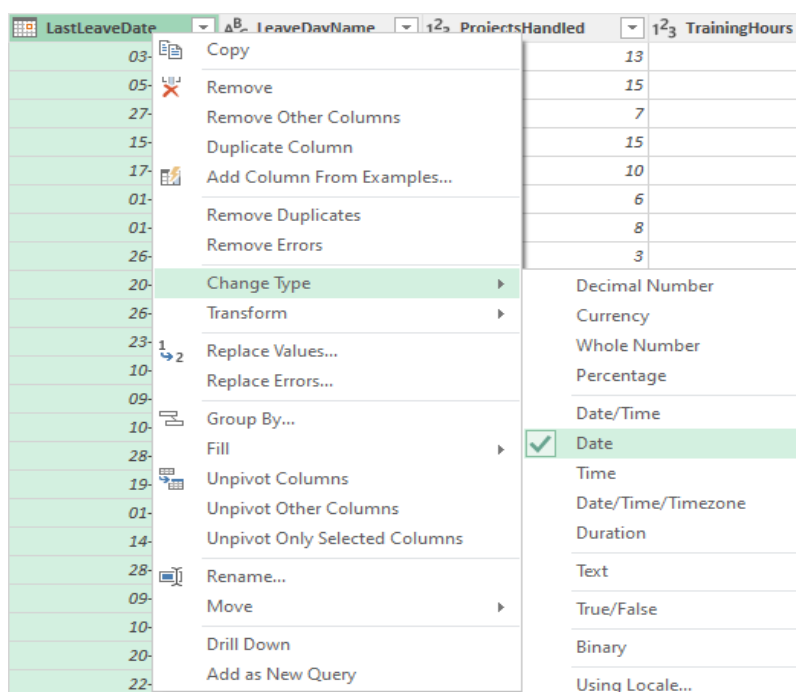 LastLeaveDate ABC LeaveDayName 123 ProjectsHandled 123 TrainingHours
03-
05-
27-
15-
17-
01-
01-
26-
20-
26-
23-
10-
09-
10-
28-
19-
01-
14-
28-
09-
10-
20-
22-
Copy
Remove
Remove Other Columns
Duplicate Column
Add Column From Examples...
Remove Duplicates
Remove Errors
Change Type
Transform
1 2 Replace Values...
Replace Errors...
Group By...
Fill
Unpivot Columns
Unpivot Other Columns
Unpivot Only Selected Columns
Rename...
Move
Drill Down
Add as New Query
13
15
7
15
10
6
8
3
Decimal Number
Currency
Whole Number
Percentage
Date/Time
Date
Time
Date/Time/Timezone
Duration
Text
True/False
Binary
Using Locale...